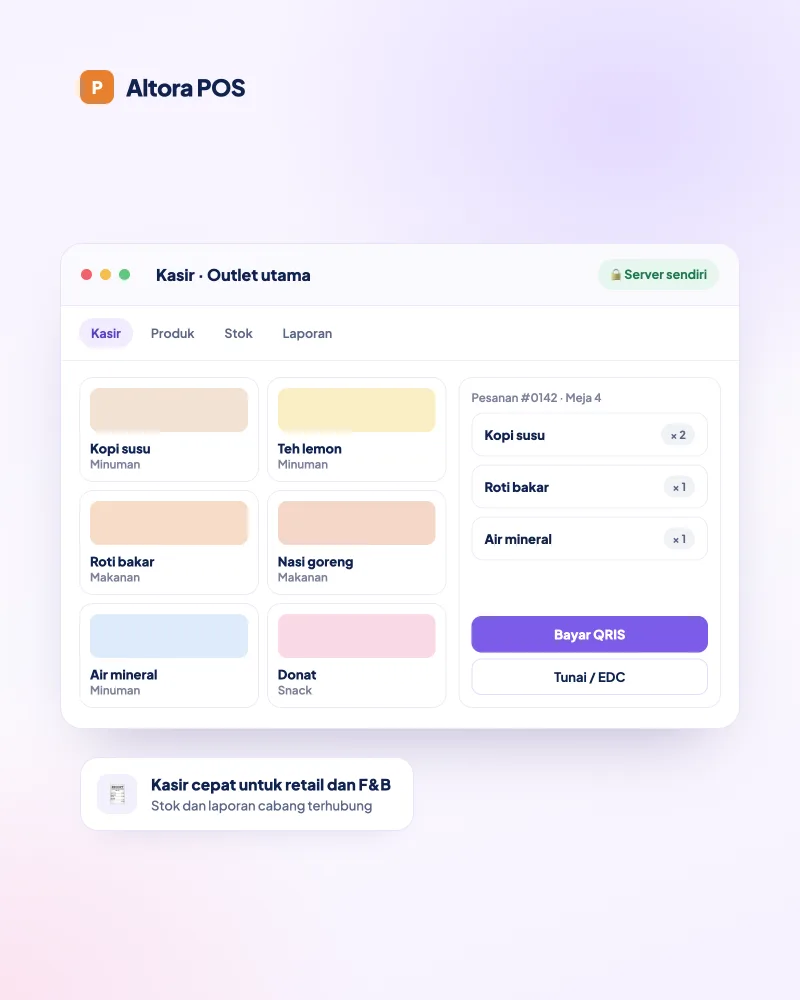 P Altora POS
Kasir · Outlet utama
🔒 Server sendiri
Kasir Produk Stok Laporan
Kopi susu
Minuman
Teh lemon
Minuman
Roti bakar
Makanan
Nasi goreng
Makanan
Air mineral
Minuman
Donat
Snack
Pesanan #0142 · Meja 4
Kopi susu × 2
Roti bakar × 1
Air mineral × 1
Bayar QRIS
Tunai / EDC
Kasir cepat untuk retail dan F&B
Stok dan laporan cabang terhubung